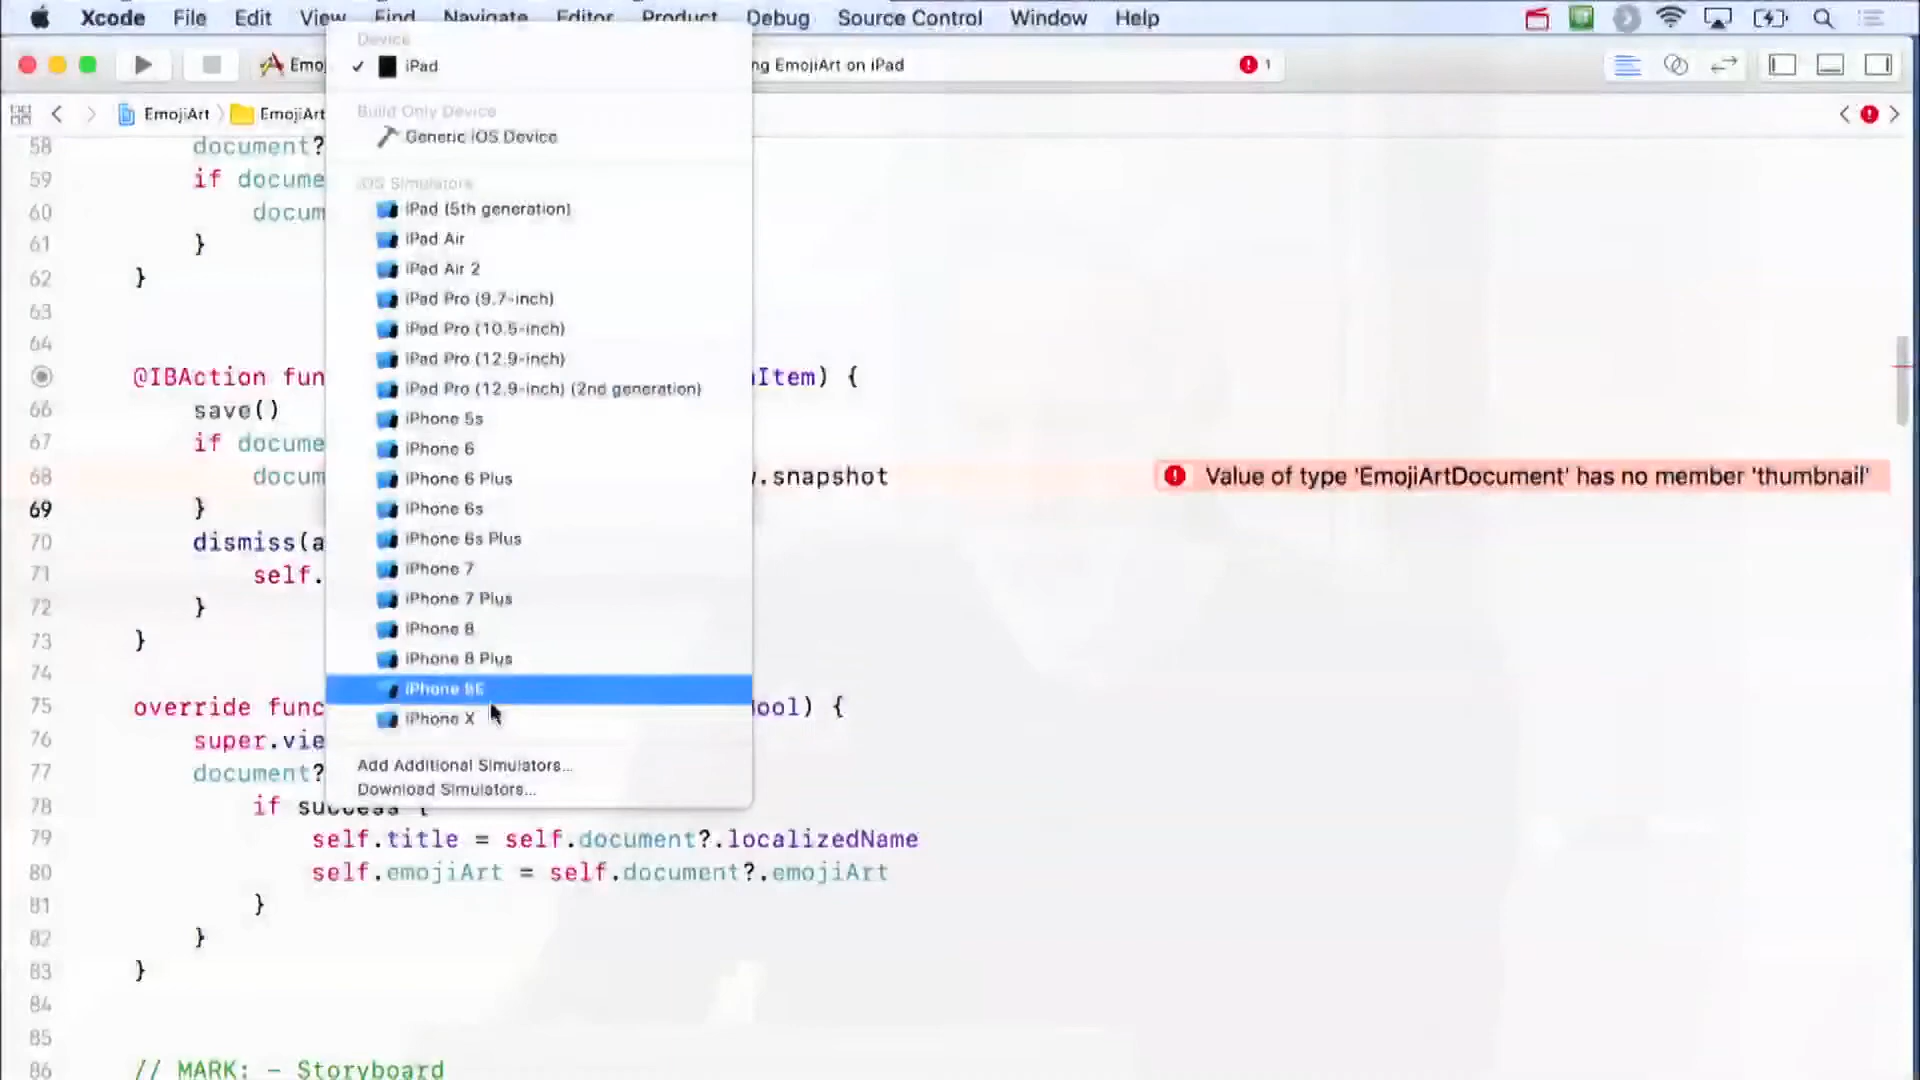 Xcode File Edit View Find Navigate Editor Product Debug Source Control Window Help
Device
Emo
✓ iPad
ng EmojiArt on iPad
1
EmojiArt
EmojiArt
Build Only Device
Generic iOS Device
iOS Simulators
iPad (5th generation)
iPad Air
iPad Air 2
iPad Pro (9.7-inch)
iPad Pro (10.5-inch)
iPad Pro (12.9-inch)
iPad Pro (12.9-inch) (2nd generation)
iPhone 5s
iPhone 6
iPhone 6 Plus
iPhone 6s
iPhone 6s Plus
iPhone 7
iPhone 7 Plus
iPhone 8
iPhone 8 Plus
iPhone SE
iPhone X
Add Additional Simulators...
Download Simulators...
58 document?
59 if docume
60 docum
61 }
62 }
63
64
@IBAction fun nItem) {
66 save()
67 if docume
68 docum .snapshot
Value of type 'EmojiArtDocument' has no member 'thumbnail'
69 }
70 dismiss(a
71 self.
72 }
73 }
74
75 override func ool) {
76 super.vie
77 document?
78 if success {
79 self.title = self.document?.localizedName
80 self.emojiArt = self.document?.emojiArt
81 }
82 }
83 }
84
85
86 // MARK: - Storyboard